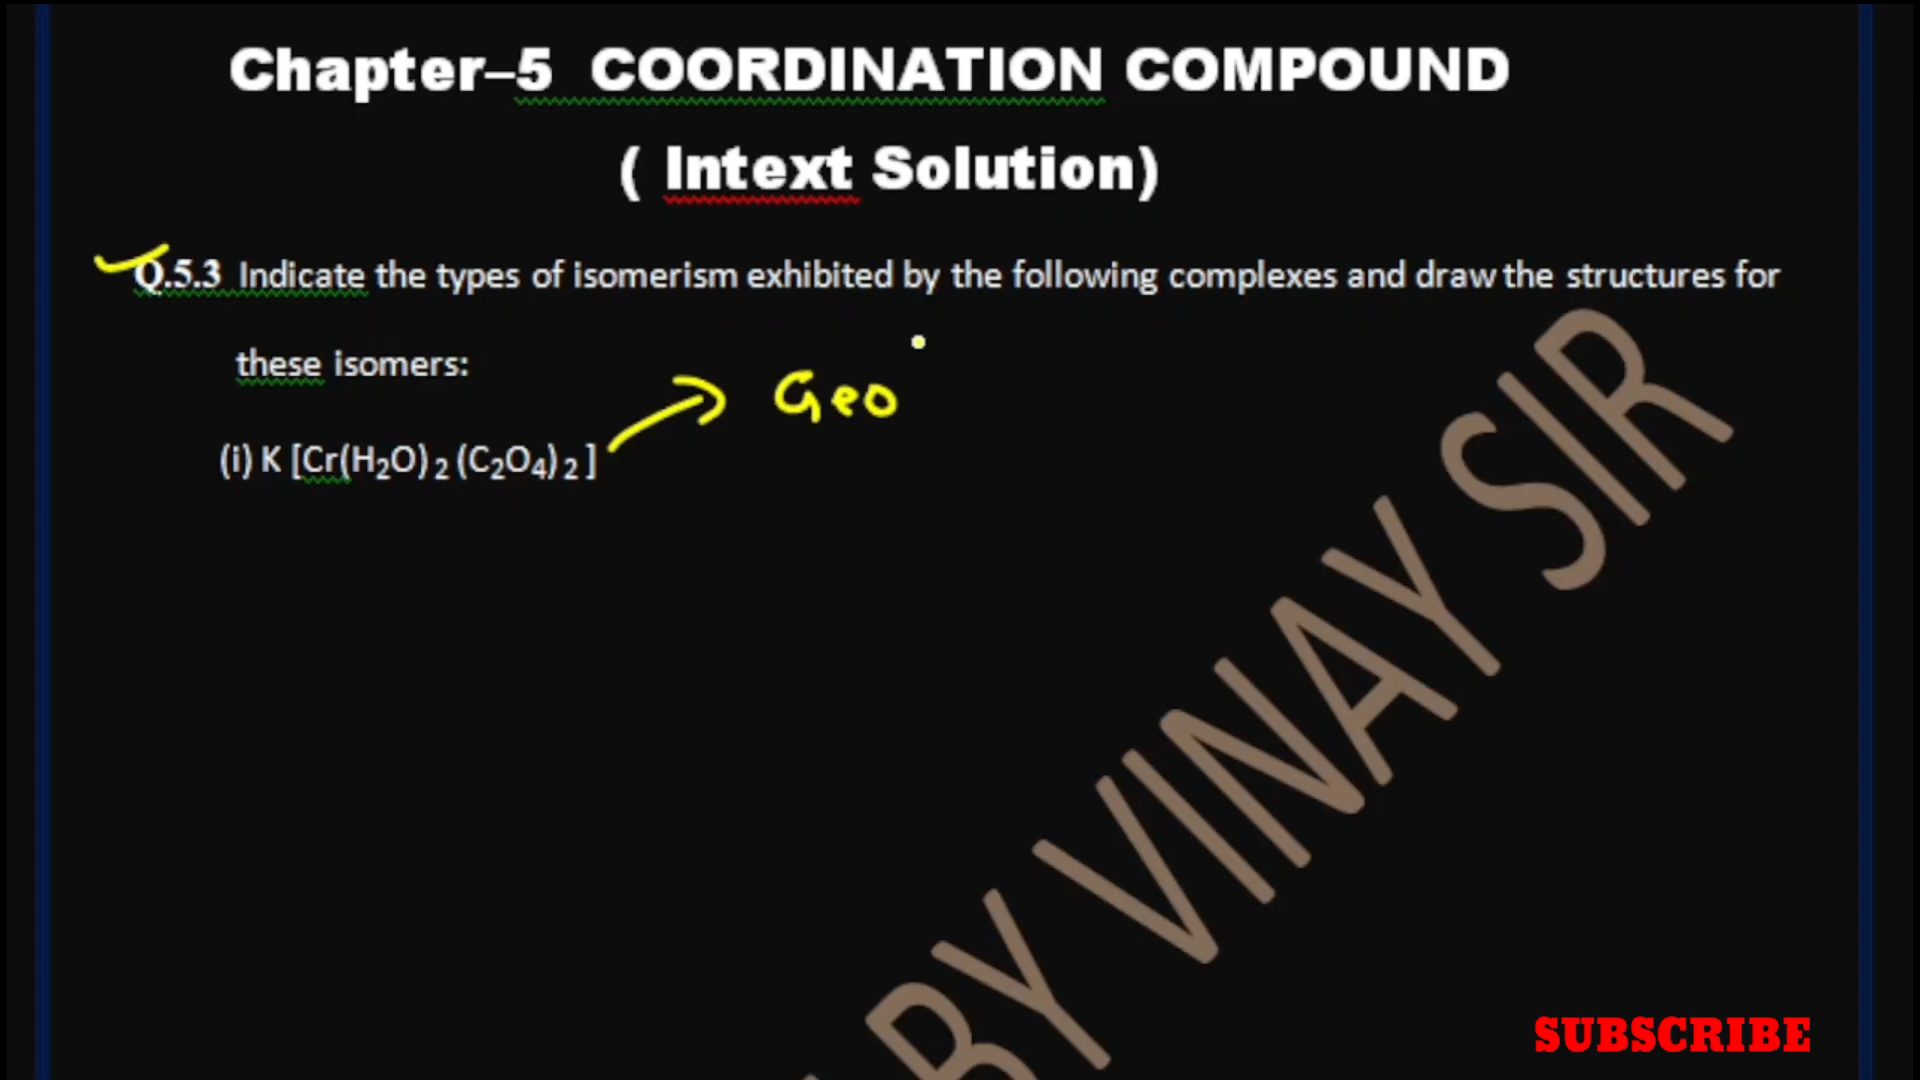 Chapter–5 COORDINATION COMPOUND
( Intext Solution)
Q.5.3 Indicate the types of isomerism exhibited by the following complexes and draw the structures for
these isomers:
Geo
(i) K [Cr(H₂O)₂ (C₂O₄)₂ ]
BY VINAY SIR
SUBSCRIBE